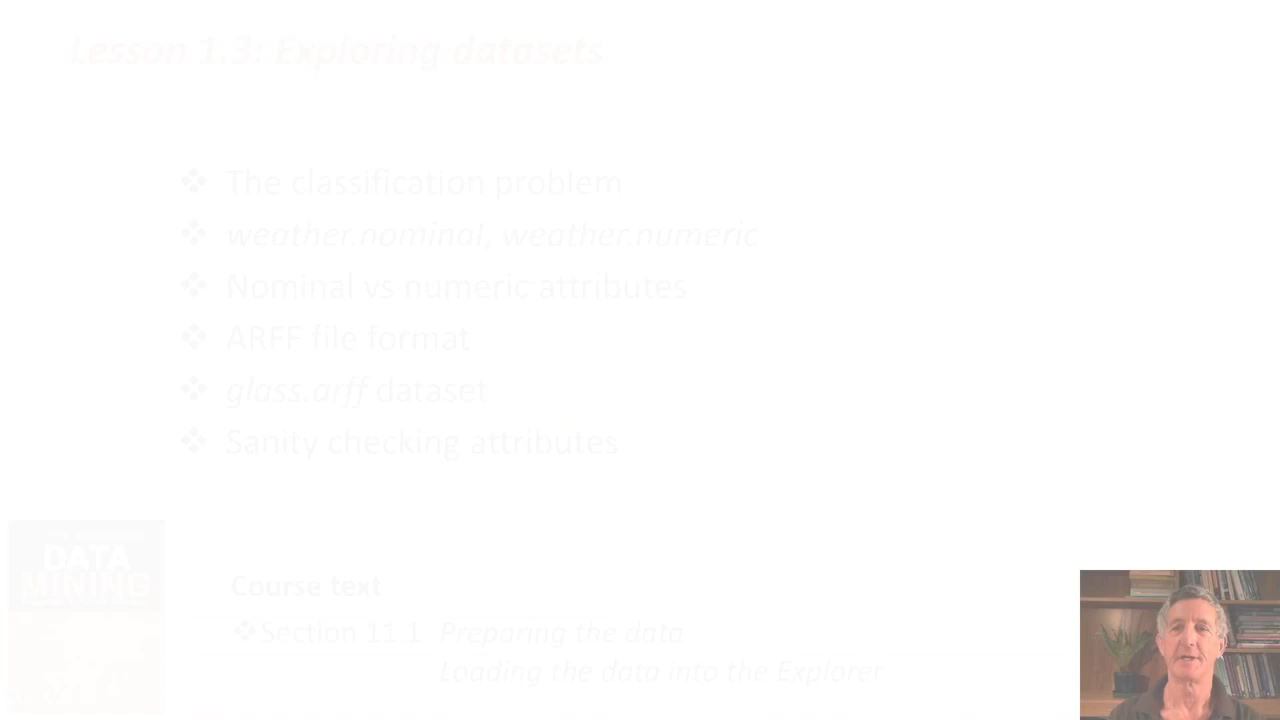 Lesson 1.3: Exploring datasets
❖ The classification problem
❖ weather.nominal, weather.numeric
❖ Nominal vs numeric attributes
❖ ARFF file format
❖ glass.arff dataset
❖ Sanity checking attributes
DATA
MINING
Course text
❖Section 11.1 Preparing the data
Loading the data into the Explorer